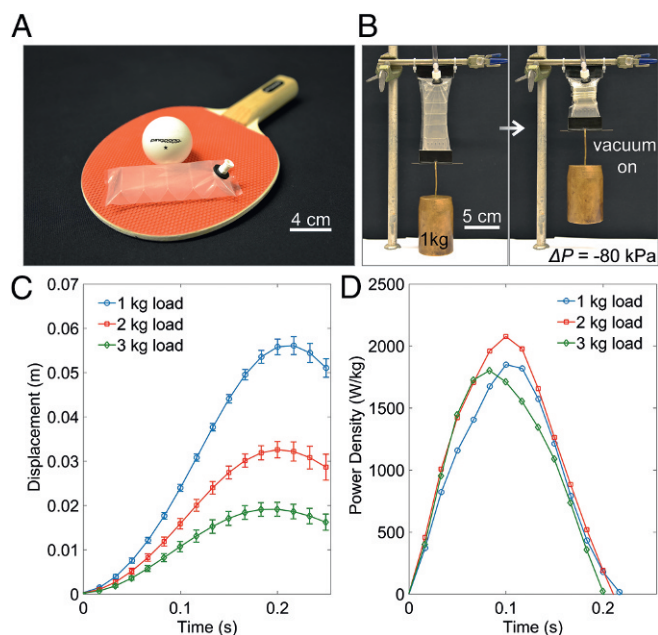 A
pingpong
4 cm
B
1kg
5 cm
vacuum
on
ΔP = -80 kPa
C
0.07
0.06
0.05
0.04
0.03
0.02
0.01
0
0
0.1
0.2
Displacement (m)
Time (s)
1 kg load
2 kg load
3 kg load
D
2500
2000
1500
1000
500
0
0
0.1
0.2
Power Density (W/kg)
Time (s)
1 kg load
2 kg load
3 kg load